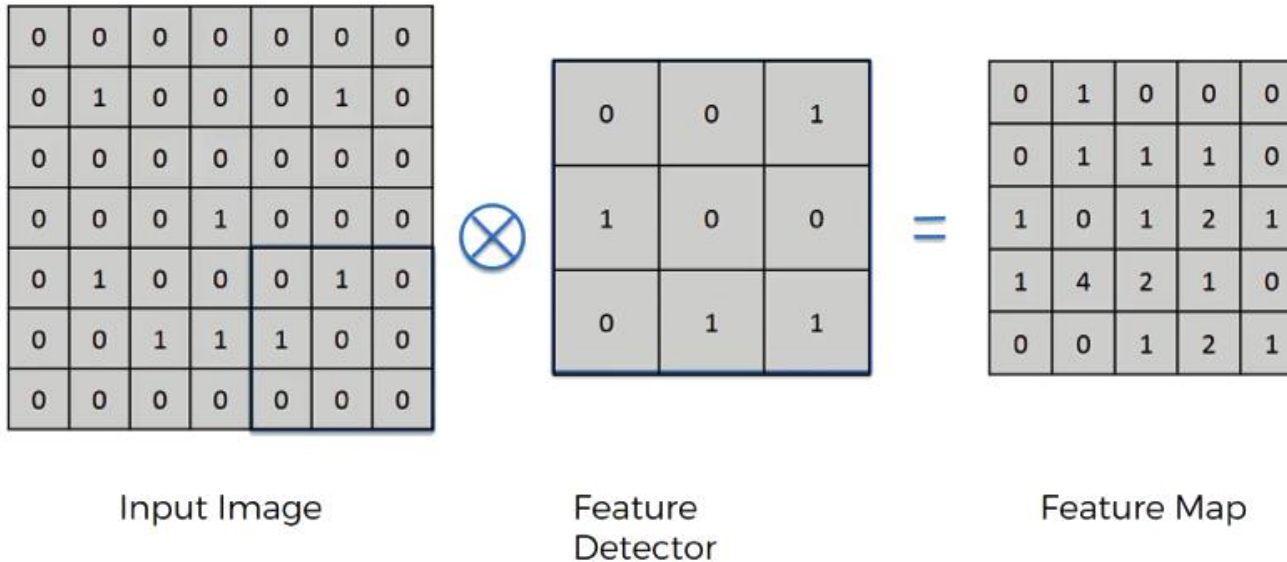 0 0 0 0 0 0 0
0 1 0 0 0 1 0
0 0 0 0 0 0 0
0 0 0 1 0 0 0
0 1 0 0 0 1 0
0 0 1 1 1 0 0
0 0 0 0 0 0 0
0 0 1
1 0 0
0 1 1
=
0 1 0 0 0
0 1 1 1 0
1 0 1 2 1
1 4 2 1 0
0 0 1 2 1
Input Image
Feature
Detector
Feature Map